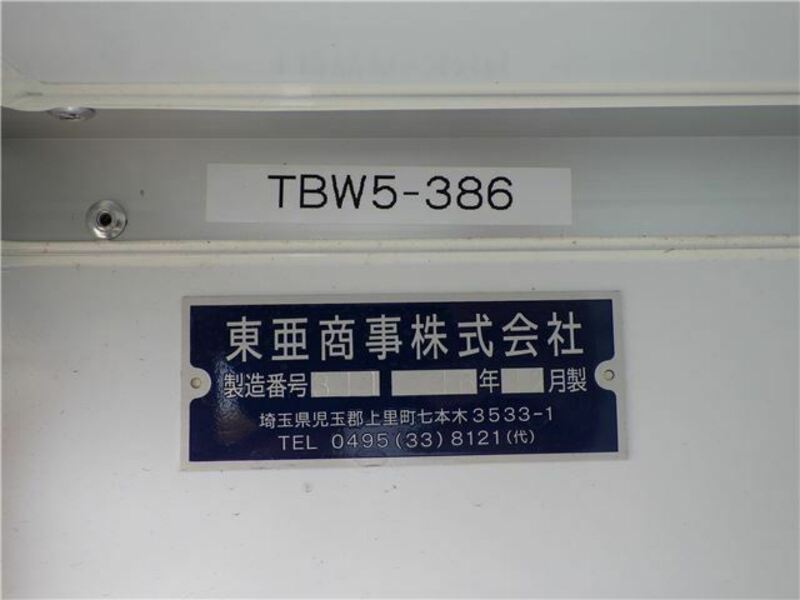 TBW5-386
東亜商事株式会社
製造番号 年 月製
埼玉県児玉郡上里町七本木3533-1
TEL 0495(33)8121(代)